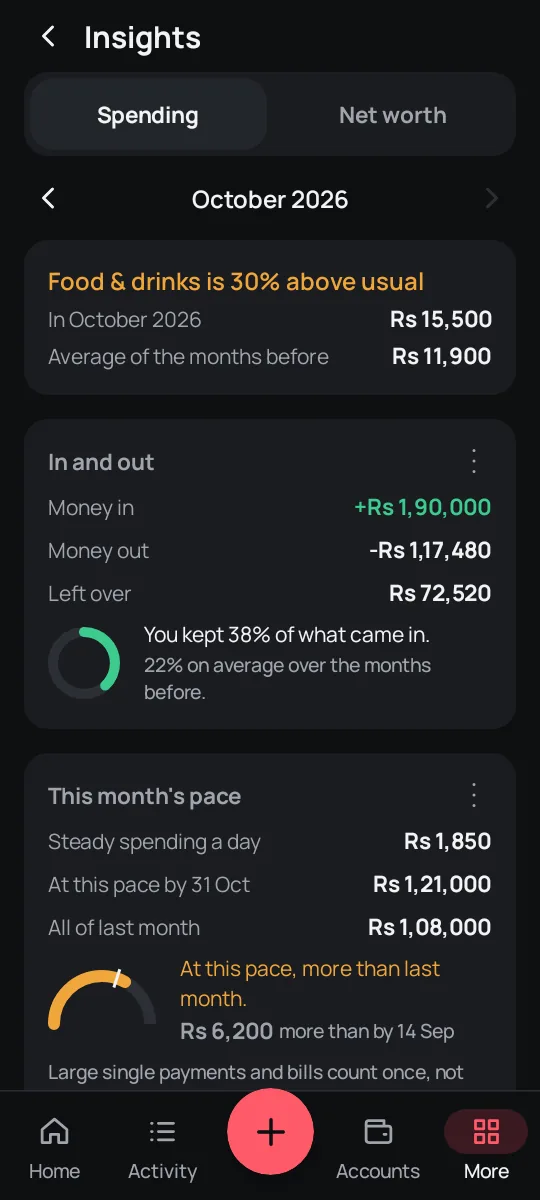 Insights
Spending
Net worth
October 2026
Food & drinks is 30% above usual
In October 2026 Rs 15,500
Average of the months before Rs 11,900
In and out
Money in +Rs 1,90,000
Money out -Rs 1,17,480
Left over Rs 72,520
You kept 38% of what came in.
22% on average over the months
before.
This month's pace
Steady spending a day Rs 1,850
At this pace by 31 Oct Rs 1,21,000
All of last month Rs 1,08,000
At this pace, more than last
month.
Rs 6,200 more than by 14 Sep
Large single payments and bills count once, not
Home
Activity
Accounts
More